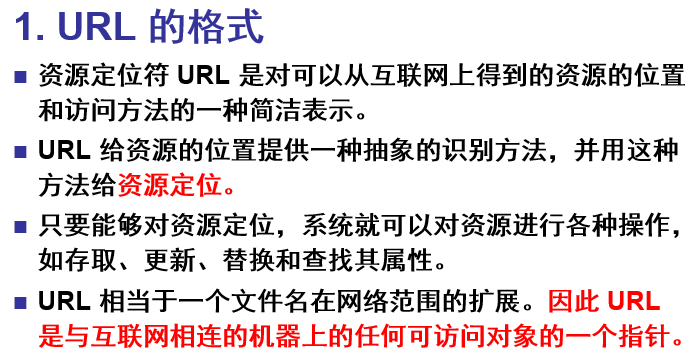 1. URL 的格式
资源定位符 URL 是对可以从互联网上得到的资源的位置
和访问方法的一种简洁表示。
URL 给资源的位置提供一种抽象的识别方法，并用这种
方法给资源定位。
只要能够对资源定位，系统就可以对资源进行各种操作，
如存取、更新、替换和查找其属性。
URL 相当于一个文件名在网络范围的扩展。因此 URL
是与互联网相连的机器上的任何可访问对象的一个指针。